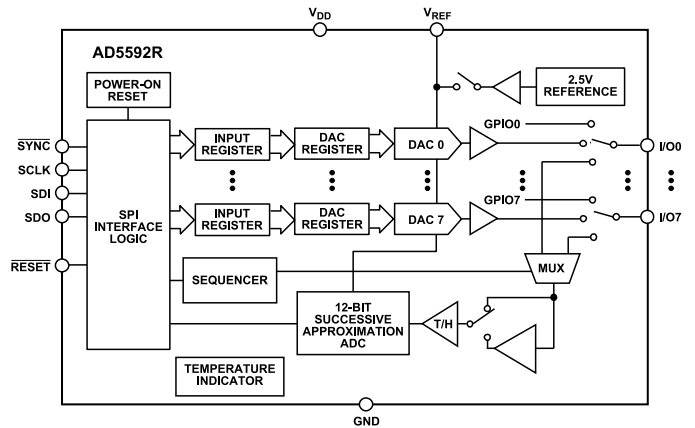 VDD
VREF
AD5592R
POWER-ON
RESET
2.5V
REFERENCE
SYNC
SCLK
SDI
SDO
RESET
SPI
INTERFACE
LOGIC
INPUT
REGISTER
DAC
REGISTER
DAC 0
GPIO0
I/O0
INPUT
REGISTER
DAC
REGISTER
DAC 7
GPIO7
I/O7
SEQUENCER
MUX
12-BIT
SUCCESSIVE
APPROXIMATION
ADC
T/H
TEMPERATURE
INDICATOR
GND